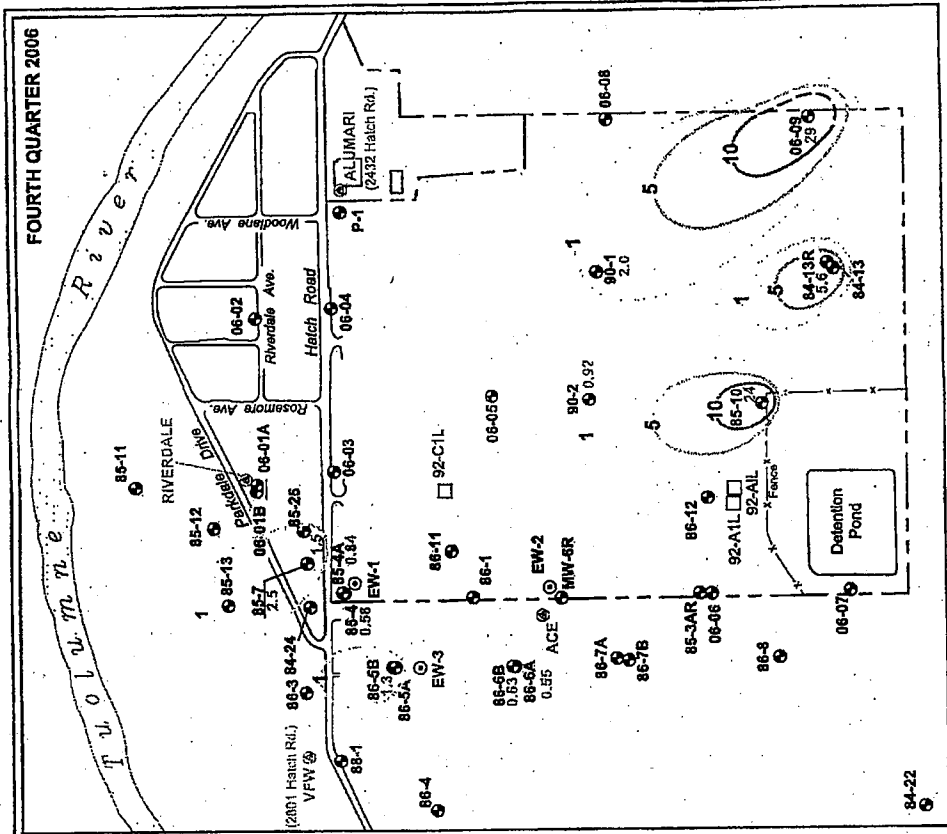 FOURTH QUARTER 2006
Tuolumne River
85-11
RIVERDALE
85-12
85-13
1
Parkdale Drive
06-01A
06-01B
06-02
Riverdale Ave.
Rosemore Ave.
Woodlane Ave.
Hatch Road
85-7
2.5
85-25
1.5
84-24
86-3
1
(2801 Hatch Rd.)
VFW
88-1
86-4
85-4A
0.84
EW-1
0.58
06-03
06-04
P-1
ALUMARI
(2432 Hatch Rd.)
86-5B
1.3
86-5A
EW-3
86-11
92-C1L
86-1
06-05
86-6B
0.63
86-6A
0.55
ACE
EW-2
MW-6R
90-2
0.92
1
90-1
2.0
1
06-08
86-7A
86-7B
85-3AR
06-06
86-12
92-A1L
92-AIL
Fence
5
10
85-10
24
1
5
84-13R
5.6
84-13
5
10
06-09
29
86-8
06-07
Detention
Pond
84-22